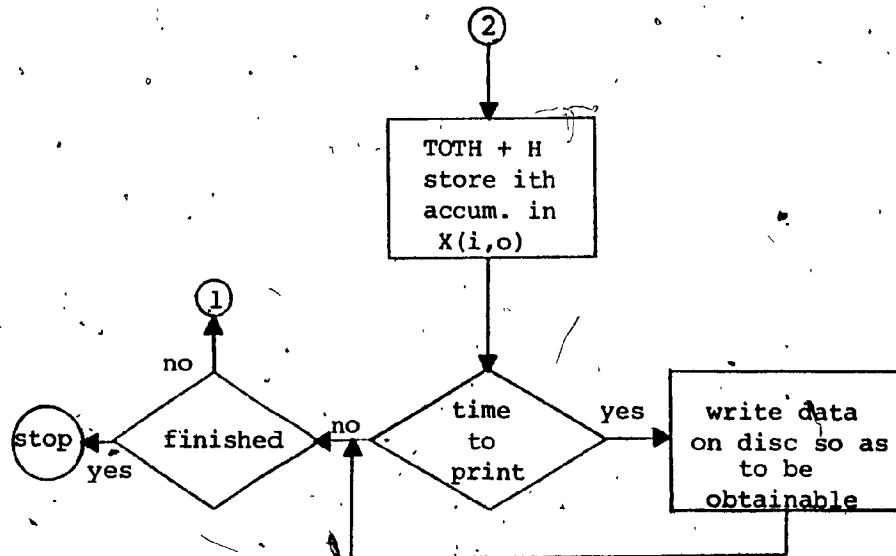 2
TOTH + H
store ith
accum. in
X(i,o)
1
no
stop
yes
finished
no
time
to
print
yes
write data
on disc so as
to be
obtainable